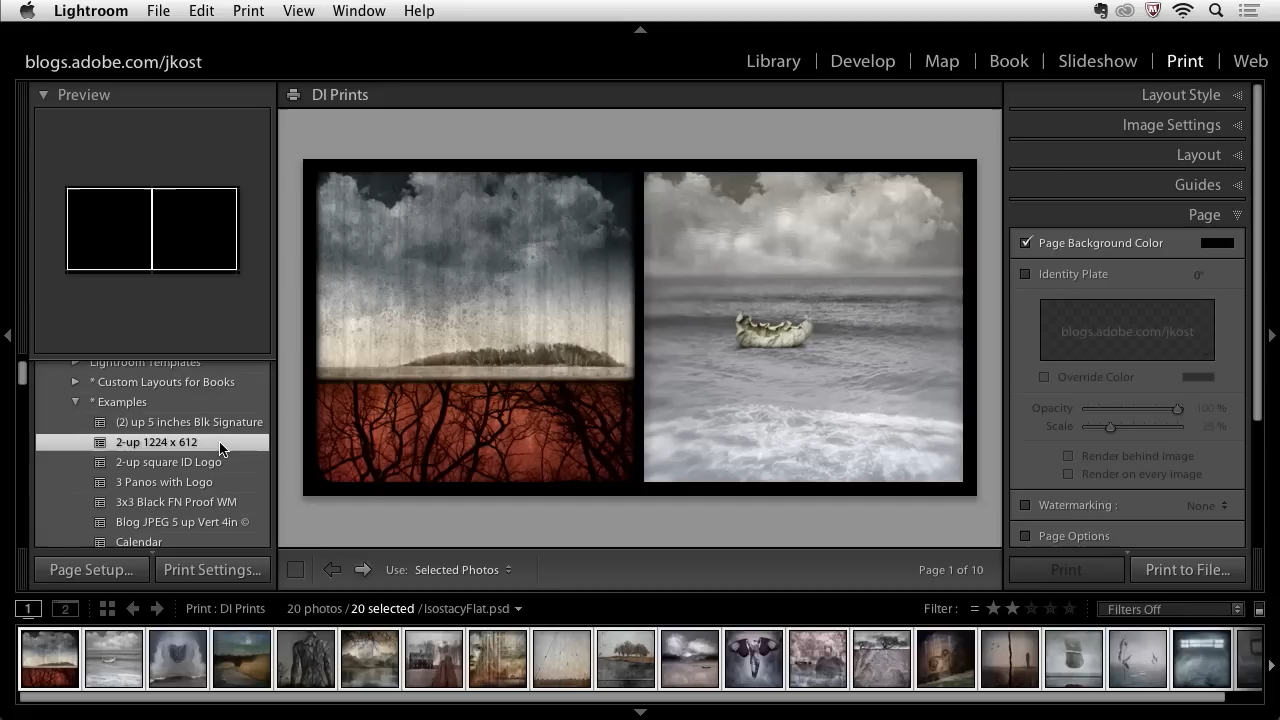 Lightroom File Edit Print View Window Help
blogs.adobe.com/jkost
Library Develop Map Book Slideshow Print Web
Preview
DI Prints
Layout Style
Image Settings
Layout
Guides
Page
Page Background Color
Identity Plate 0°
blogs.adobe.com/jkost
Override Color
Opacity 100 %
Scale 25 %
Render behind image
Render on every image
Watermarking : None
Page Options
Lightroom Templates
* Custom Layouts for Books
* Examples
(2) up 5 inches Blk Signature
2-up 1224 x 612
2-up square ID Logo
3 Panos with Logo
3x3 Black FN Proof WM
Blog JPEG 5 up Vert 4in ©
Calendar
Page Setup... Print Settings...
Use: Selected Photos
Page 1 of 10
Print Print to File...
1 2 Print : DI Prints 20 photos / 20 selected / IsostacyFlat.psd
Filter : Filters Off